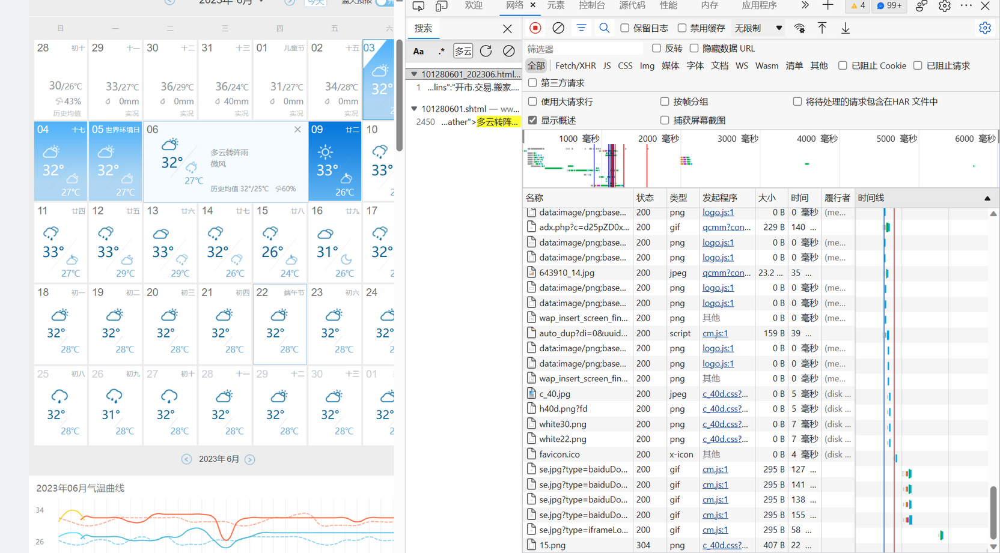 2023年 6月
今天
欢迎
网络
元素
控制台
源代码
性能
内存
应用程序
4
99+
搜索
保留日志
禁用缓存
无限制
日 一 二 三 四 五 六
筛选器
反转
隐藏数据 URL
Aa .* 多云
全部 Fetch/XHR JS CSS Img 媒体 字体 文档 WS Wasm 清单 其他
已阻止 Cookie
已阻止请求
第三方请求
使用大请求行
按帧分组
将待处理的请求包含在HAR 文件中
显示概述
捕获屏幕截图
101280601_202306.html...
1 ...lins":"开市.交易.搬家....
101280601.shtml — ww...
2450 ...ather">多云转阵...
28 初十 29 十一 30 十二 31 十三 01 儿童节 02 十五 03
30/26℃ 33/27℃ 36/29℃ 36/24℃ 31/27℃ 34/28℃ 32°
43% 0mm 0mm 40mm 0mm 0mm
历史均值 实况 实况 实况 实况 实况
04 十七 05 世界环境日 06 09 廿二 10
多云转阵雨
微风
32° 32° 32° 33° 33°
27℃ 27℃ 27℃ 26℃
历史均值 32°/25℃ 60%
11 廿四 12 廿五 13 廿六 14 廿七 15 廿八 16 廿九 17
33° 33° 33° 32° 26° 31° 32°
27℃ 29℃ 29℃ 26℃ 24℃ 26℃
18 初一 19 初二 20 初三 21 初四 22 端午节 23 初六 24
32° 32° 32° 32° 32° 32° 32°
28℃ 28℃ 28℃ 28℃ 28℃ 28℃
25 初八 26 初九 27 初十 28 十一 29 十二 30 十三 01
32° 31° 32° 32° 32° 32° 32°
28℃ 28℃ 28℃ 28℃ 28℃ 28℃
2023年 6月
2023年06月气温曲线
34
26
1000 毫秒 2000 毫秒 3000 毫秒 4000 毫秒 5000 毫秒 6000 毫秒
名称 状态 类型 发起程序 大小 时间 履行者 时间线
data:image/png;base... 200 png logo.js:1 0 B 0 毫秒 (me...
adx.php?c=d25pZD0x... 200 gif qcmm?con... 229 B 140 ...
data:image/png;base... 200 png logo.js:1 0 B 0 毫秒 (me...
data:image/png;base... 200 png logo.js:1 0 B 0 毫秒 (me...
643910_14.jpg 200 jpeg qcmm?con... 23.2 ... 35 ...
data:image/png;base... 200 png logo.js:1 0 B 0 毫秒 (me...
data:image/png;base... 200 png logo.js:1 0 B 0 毫秒 (me...
wap_insert_screen_fin... 200 png 其他 0 B 0 毫秒 (me...
auto_dup?di=0&uuid... 200 script cm.js:1 159 B 39 ...
data:image/png;base... 200 png logo.js:1 0 B 0 毫秒 (me...
data:image/png;base... 200 png logo.js:1 0 B 0 毫秒 (me...
wap_insert_screen_fin... 200 png 其他 0 B 0 毫秒 (me...
c_40.jpg 200 jpeg c_40d.css?... 0 B 5 毫秒 (disk ...
h40d.png?fd 200 png c_40d.css?... 0 B 5 毫秒 (disk ...
white30.png 200 png c_40d.css?... 0 B 7 毫秒 (disk ...
white22.png 200 png c_40d.css?... 0 B 7 毫秒 (disk ...
favicon.ico 200 x-icon 其他 0 B 4 毫秒 (disk ...
se.jpg?type=baiduDo... 200 gif cm.js:1 295 B 127 ...
se.jpg?type=baiduDo... 200 gif cm.js:1 295 B 141 ...
se.jpg?type=baiduDo... 200 gif cm.js:1 295 B 138 ...
se.jpg?type=baiduDo... 200 gif cm.js:1 295 B 155 ...
se.jpg?type=iframeLo... 200 gif cm.js:1 295 B 58 ...
15.png 304 png c_40d.css?... 407 B 22 ...